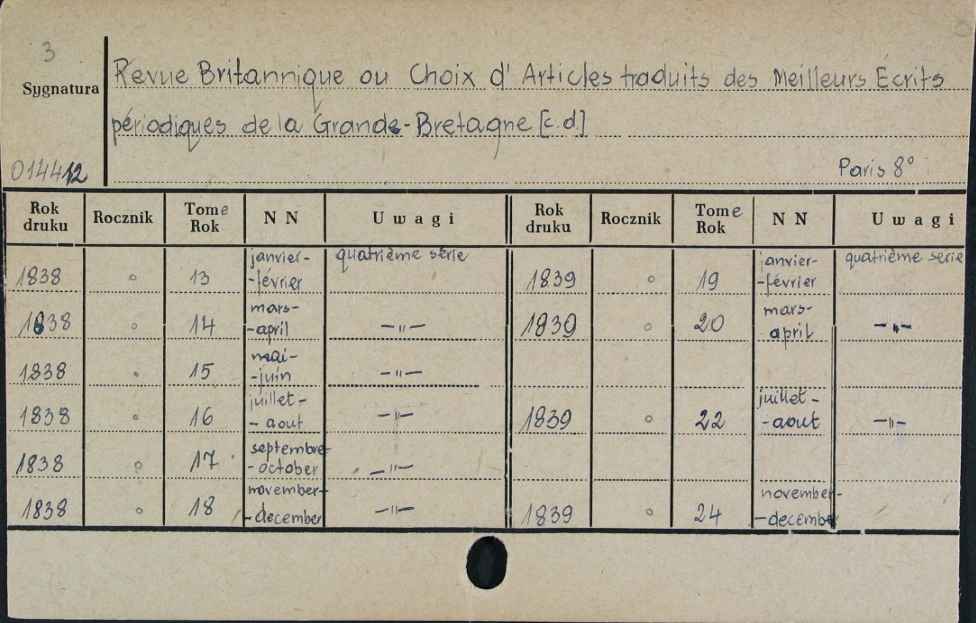 3
Sygnatura
Revue Britannique ou Choix d'Articles traduits des Meilleurs Écrits
périodiques de la Grande-Bretagne [c.d.]
014412
Paris 8°
Rok druku Rocznik Tome Rok N N Uwagi Rok druku Rocznik Tome Rok N N Uwagi
1838 o 13 janvier-février quatrième série 1839 o 19 janvier-février quatrième série
1838 o 14 mars-april —"— 1839 o 20 mars-april —"—
1838 o 15 mai-juin —"—
1838 o 16 juillet-aout —"— 1839 o 22 juillet-aout —"—
1838 o 17 septembre-october —"—
1838 o 18 november-december —"— 1839 o 24 november-december